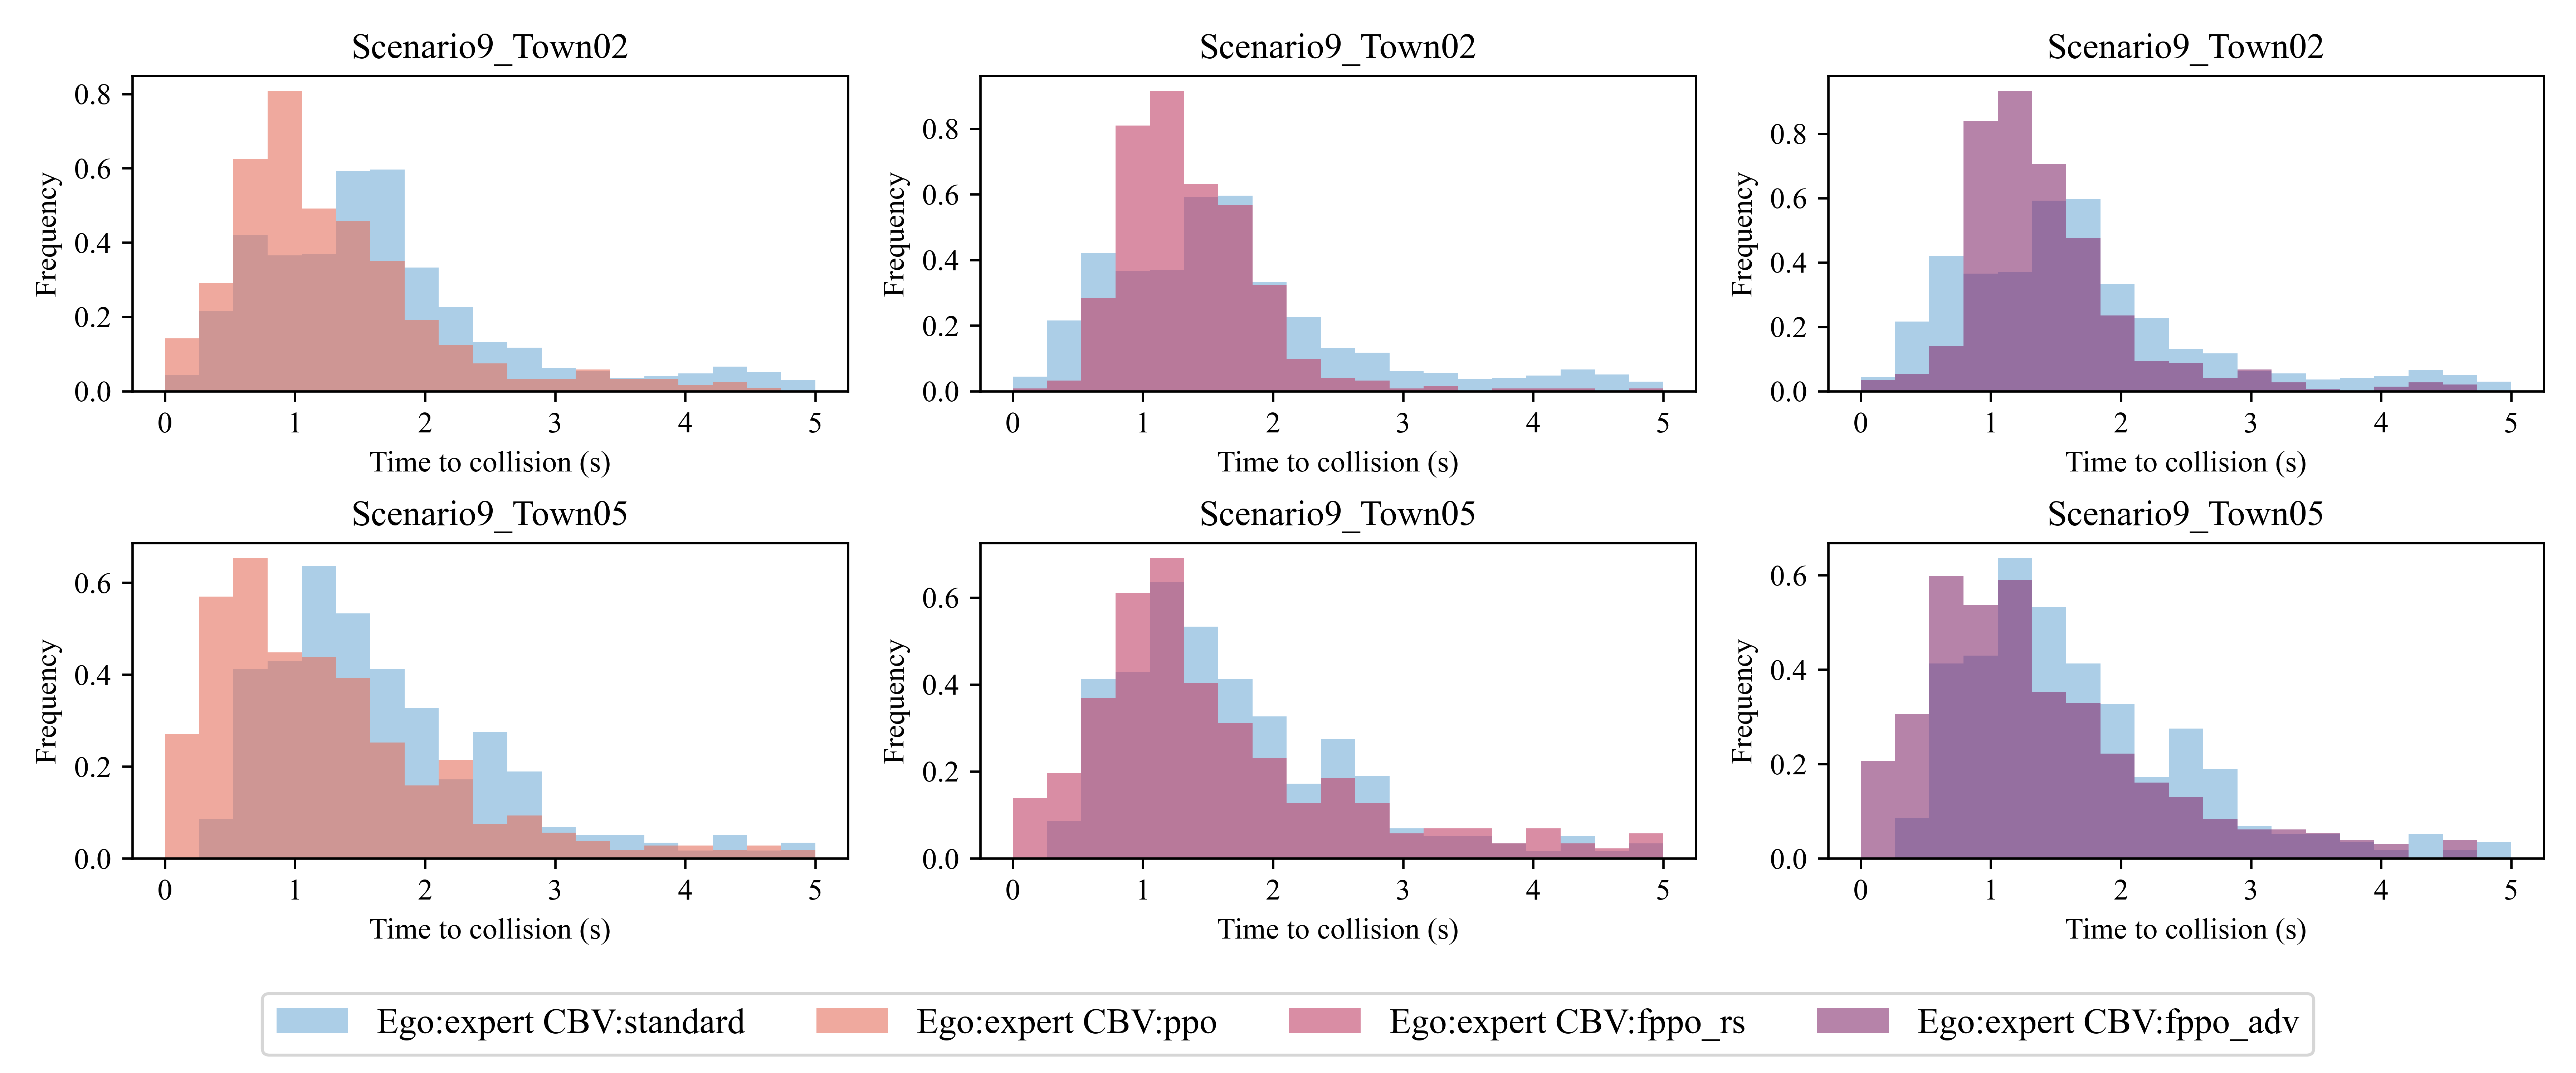 Scenario9_Town02
Scenario9_Town02
Scenario9_Town02
Frequency
0.8
0.6
0.4
0.2
0.0
0 1 2 3 4 5
Time to collision (s)
Frequency
0.8
0.6
0.4
0.2
0.0
0 1 2 3 4 5
Time to collision (s)
Frequency
0.8
0.6
0.4
0.2
0.0
0 1 2 3 4 5
Time to collision (s)
Scenario9_Town05
Scenario9_Town05
Scenario9_Town05
Frequency
0.6
0.4
0.2
0.0
0 1 2 3 4 5
Time to collision (s)
Frequency
0.6
0.4
0.2
0.0
0 1 2 3 4 5
Time to collision (s)
Frequency
0.6
0.4
0.2
0.0
0 1 2 3 4 5
Time to collision (s)
Ego:expert CBV:standard
Ego:expert CBV:ppo
Ego:expert CBV:fppo_rs
Ego:expert CBV:fppo_adv